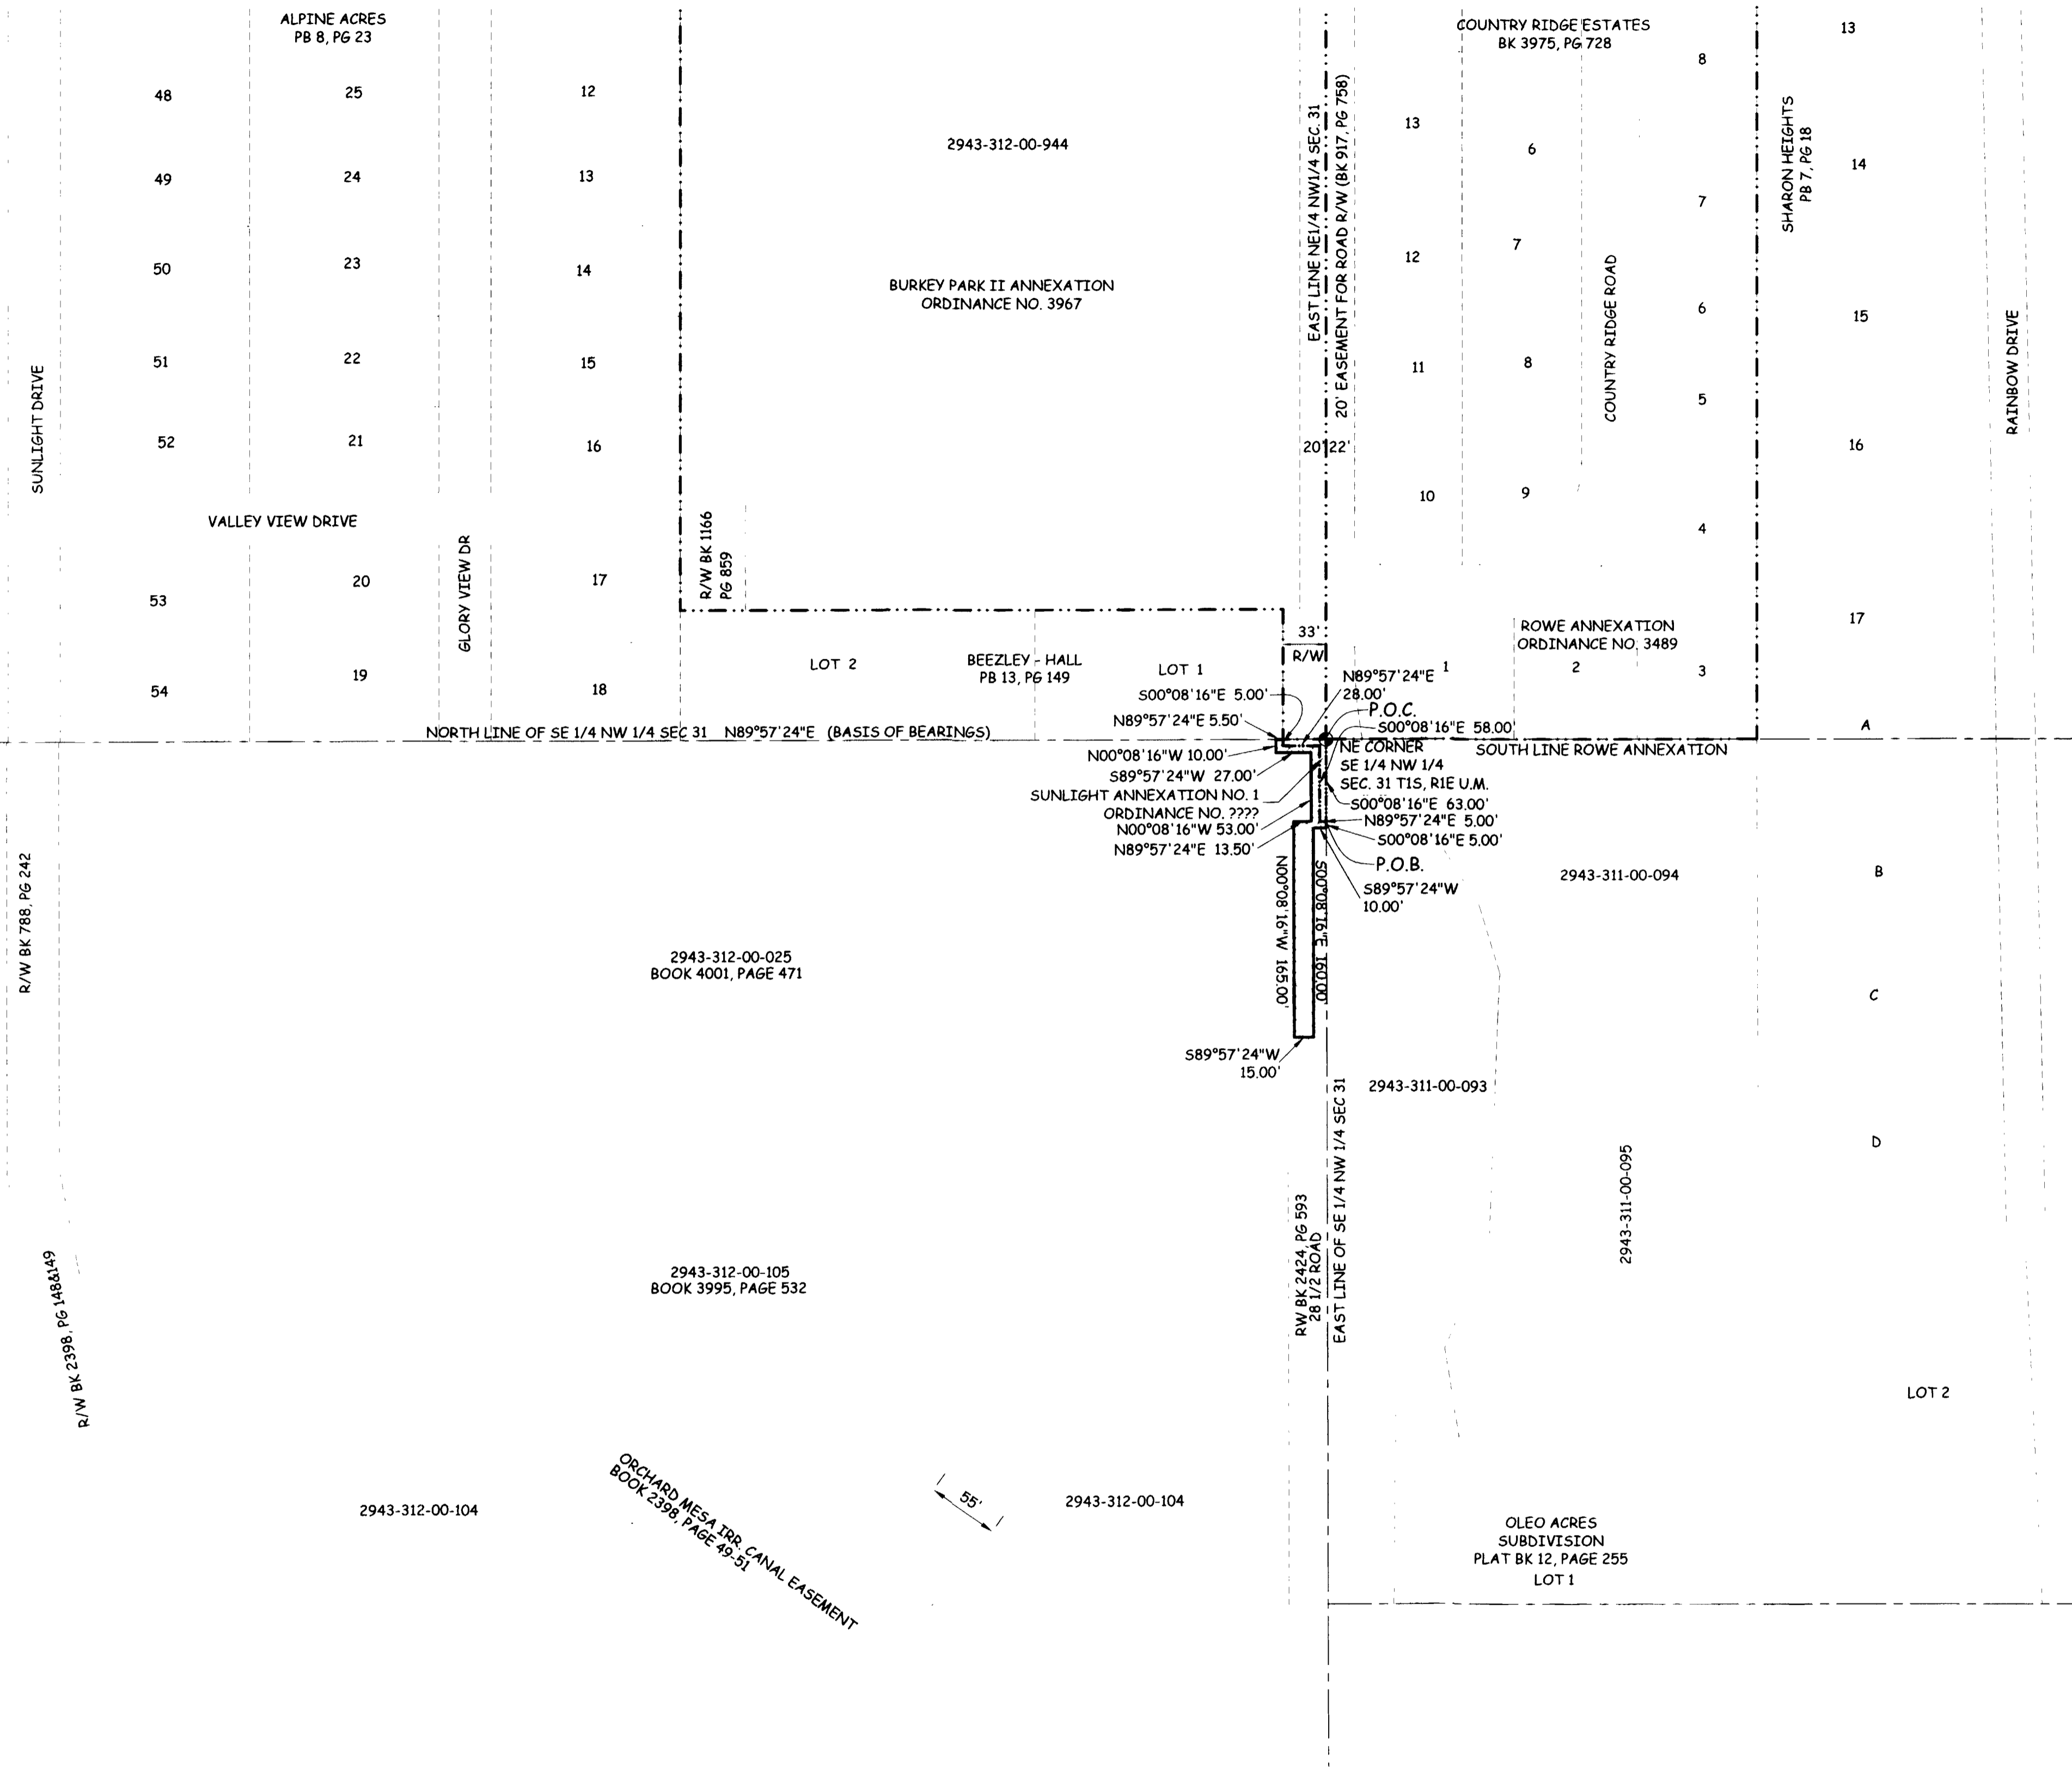 ALPINE ACRES
PB 8, PG 23
48
25
12
49
24
13
50
23
14
51
22
15
52
21
16
SUNLIGHT DRIVE
VALLEY VIEW DRIVE
GLORY VIEW DR
53
20
17
54
19
18
2943-312-00-944
BURKEY PARK II ANNEXATION
ORDINANCE NO. 3967
R/W BK 1166
PG 859
EAST LINE NE1/4 NW1/4 SEC. 31
20' EASEMENT FOR ROAD R/W (BK 917, PG 758)
20'
22'
COUNTRY RIDGE ESTATES
BK 3975, PG 728
8
13
6
7
12
7
6
11
8
5
10
9
4
COUNTRY RIDGE ROAD
SHARON HEIGHTS
PB 7, PG 18
13
14
15
16
17
RAINBOW DRIVE
ROWE ANNEXATION
ORDINANCE NO. 3489
1
2
3
LOT 2
BEEZLEY - HALL
PB 13, PG 149
LOT 1
33'
R/W
N89°57'24"E
28.00'
S00°08'16"E 5.00'
P.O.C.
N89°57'24"E 5.50'
S00°08'16"E 58.00'
NORTH LINE OF SE 1/4 NW 1/4 SEC 31 N89°57'24"E (BASIS OF BEARINGS)
SOUTH LINE ROWE ANNEXATION
A
N00°08'16"W 10.00'
NE CORNER
SE 1/4 NW 1/4
SEC. 31 T1S, R1E U.M.
S89°57'24"W 27.00'
SUNLIGHT ANNEXATION NO. 1
ORDINANCE NO. ????
S00°08'16"E 63.00'
N00°08'16"W 53.00'
N89°57'24"E 5.00'
N89°57'24"E 13.50'
S00°08'16"E 5.00'
P.O.B.
S89°57'24"W
10.00'
N00°08'16"W 165.00'
S00°08'16"E 160.00'
S89°57'24"W
15.00'
2943-311-00-094
B
C
D
R/W BK 788, PG 242
2943-312-00-025
BOOK 4001, PAGE 471
2943-311-00-093
2943-311-00-095
R/W BK 2398, PG 148&149
2943-312-00-105
BOOK 3995, PAGE 532
RW BK 2424, PG 593
28 1/2 ROAD
EAST LINE OF SE 1/4 NW 1/4 SEC 31
LOT 2
2943-312-00-104
ORCHARD MESA IRR. CANAL EASEMENT
BOOK 2398, PAGE 49-51
55'
2943-312-00-104
OLEO ACRES
SUBDIVISION
PLAT BK 12, PAGE 255
LOT 1